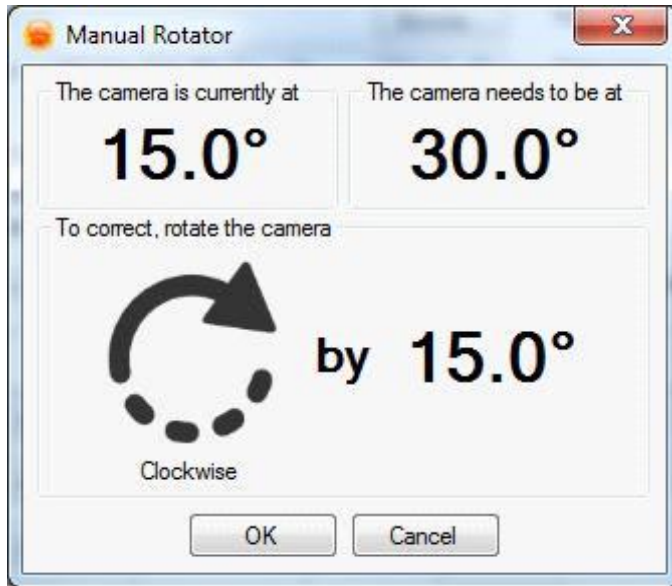 Manual Rotator
The camera is currently at
15.0°
The camera needs to be at
30.0°
To correct, rotate the camera
by 15.0°
Clockwise
OK
Cancel